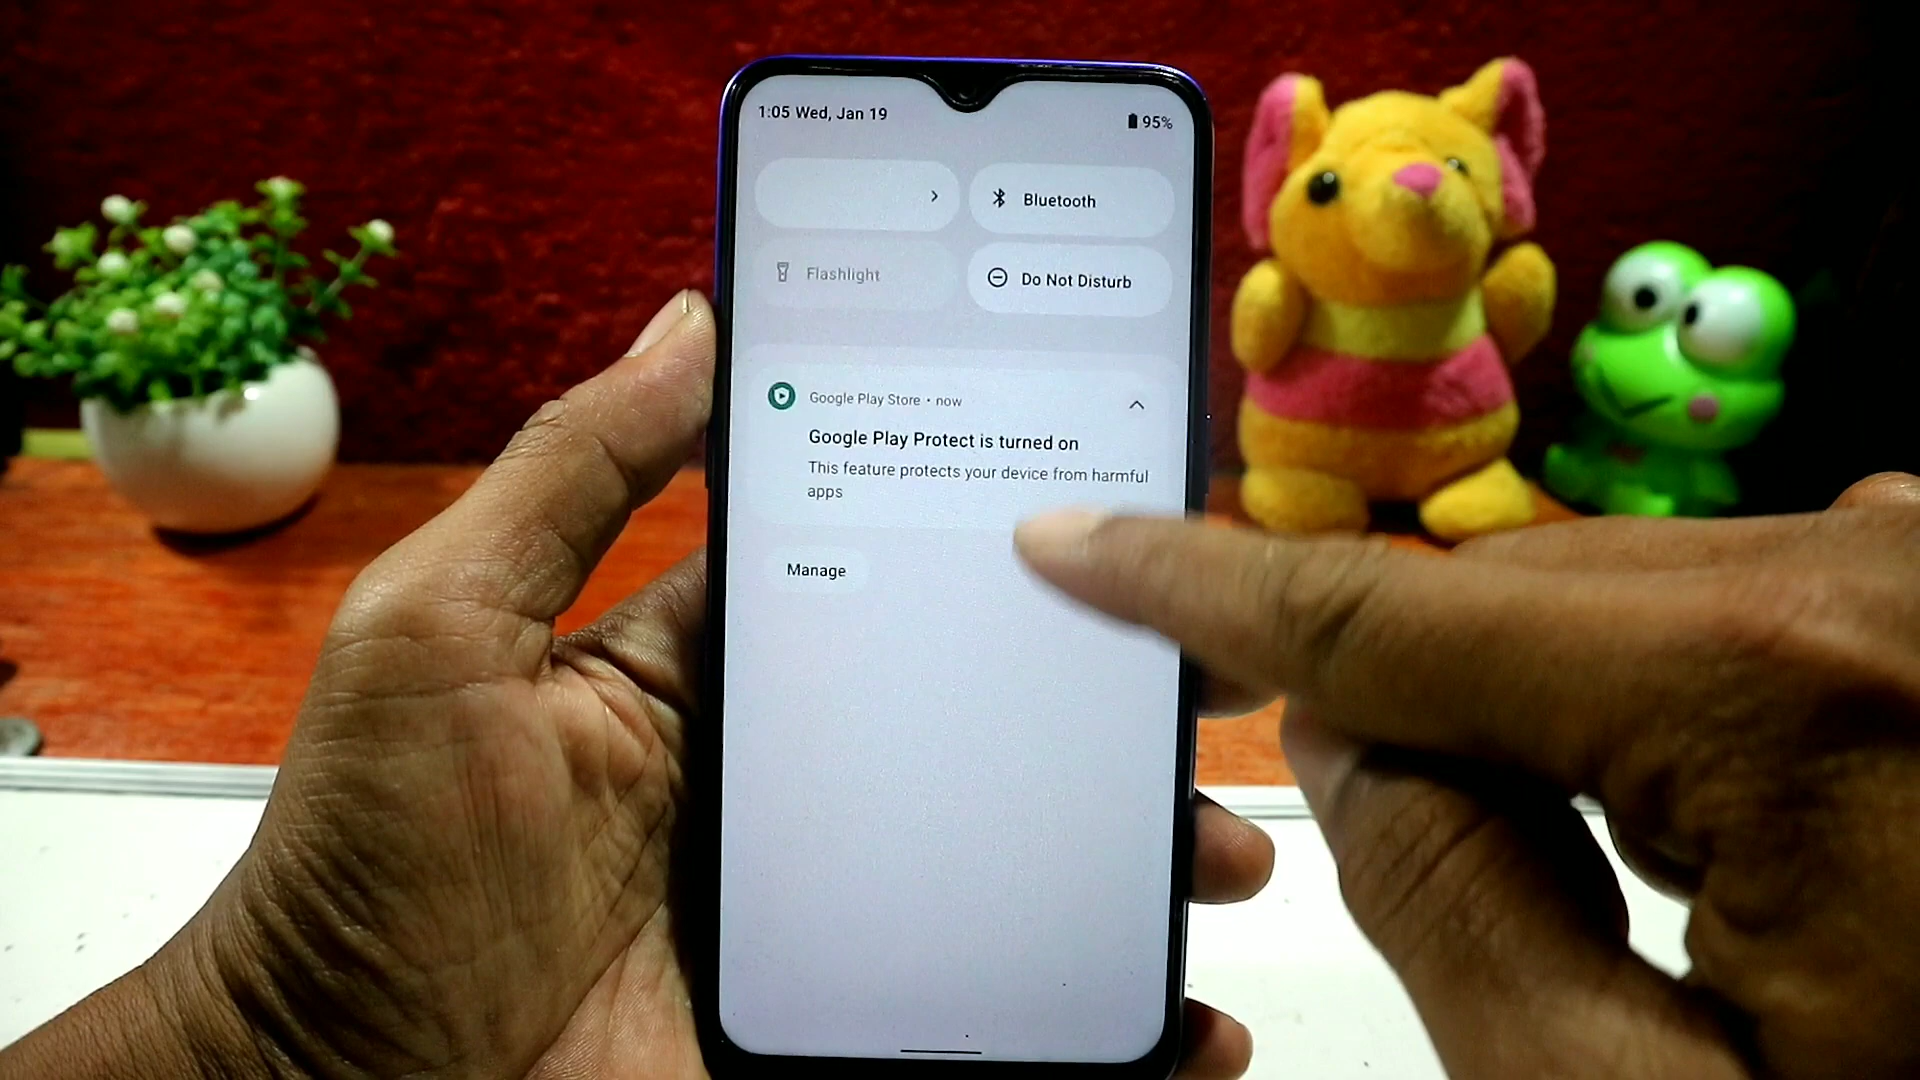 1:05 Wed, Jan 19
95%
Bluetooth
Flashlight
Do Not Disturb
Google Play Store • now
Google Play Protect is turned on
This feature protects your device from harmful
apps
Manage